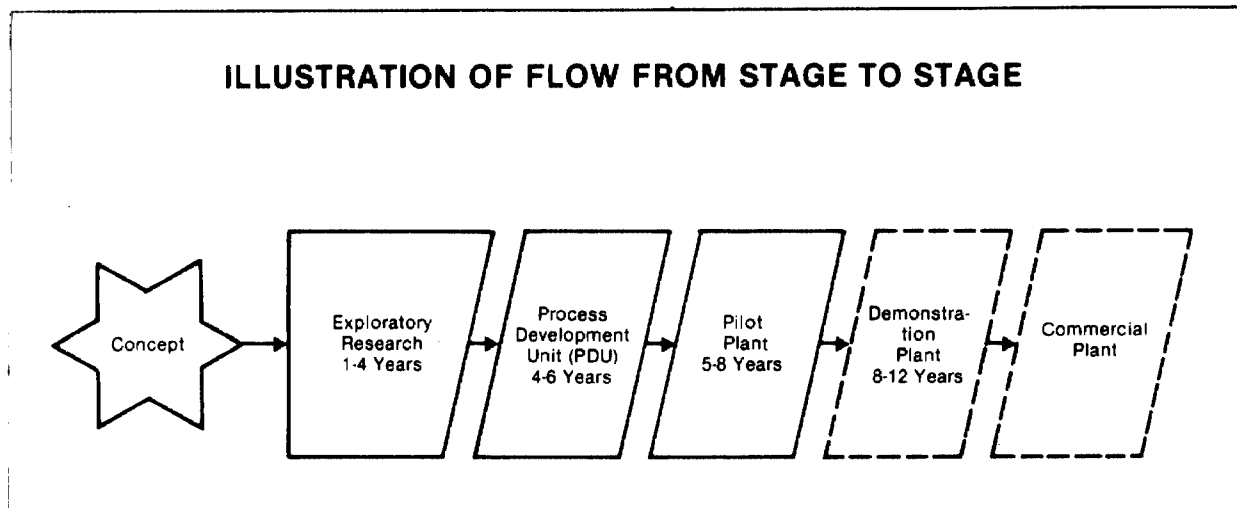 ILLUSTRATION OF FLOW FROM STAGE TO STAGE
Concept
Exploratory
Research
1-4 Years
Process
Development
Unit (PDU)
4-6 Years
Pilot
Plant
5-8 Years
Demonstra-
tion
Plant
8-12 Years
Commercial
Plant